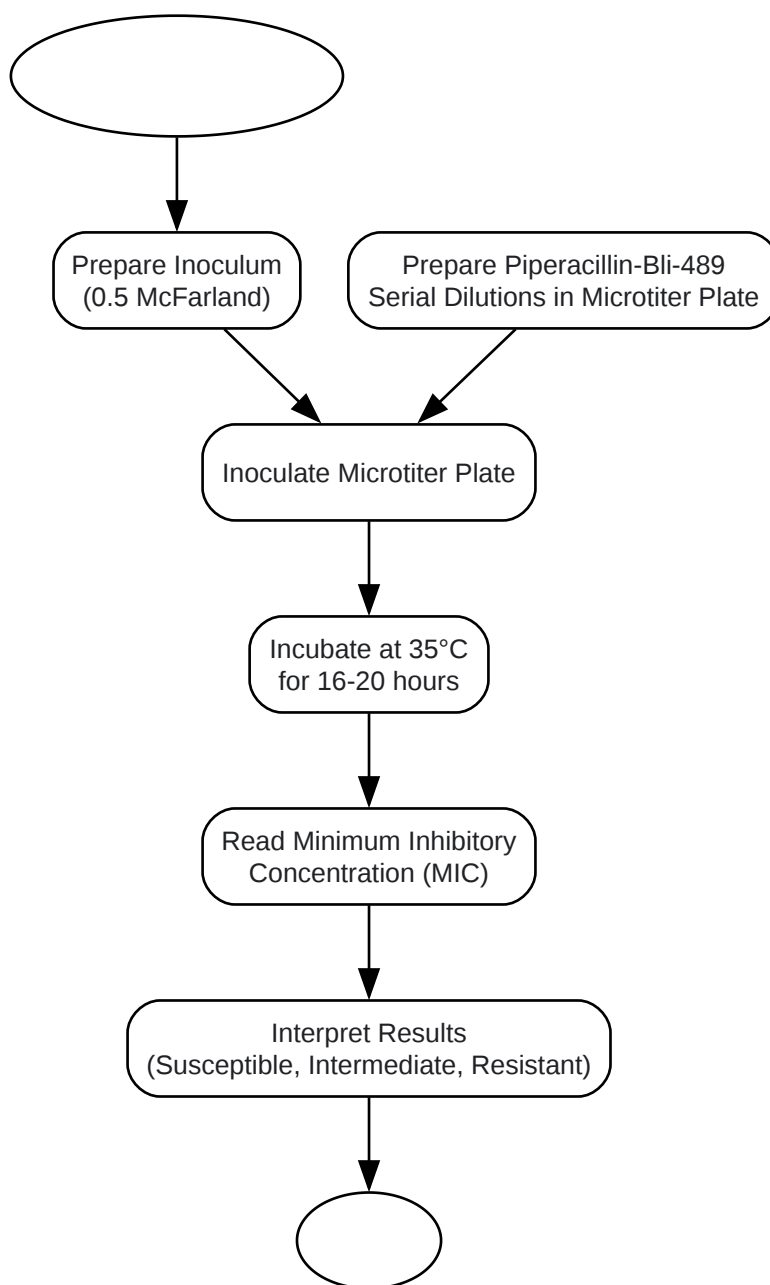 Prepare Inoculum
(0.5 McFarland)
Prepare Piperacillin-Bli-489
Serial Dilutions in Microtiter Plate
Inoculate Microtiter Plate
Incubate at 35°C
for 16-20 hours
Read Minimum Inhibitory
Concentration (MIC)
Interpret Results
(Susceptible, Intermediate, Resistant)